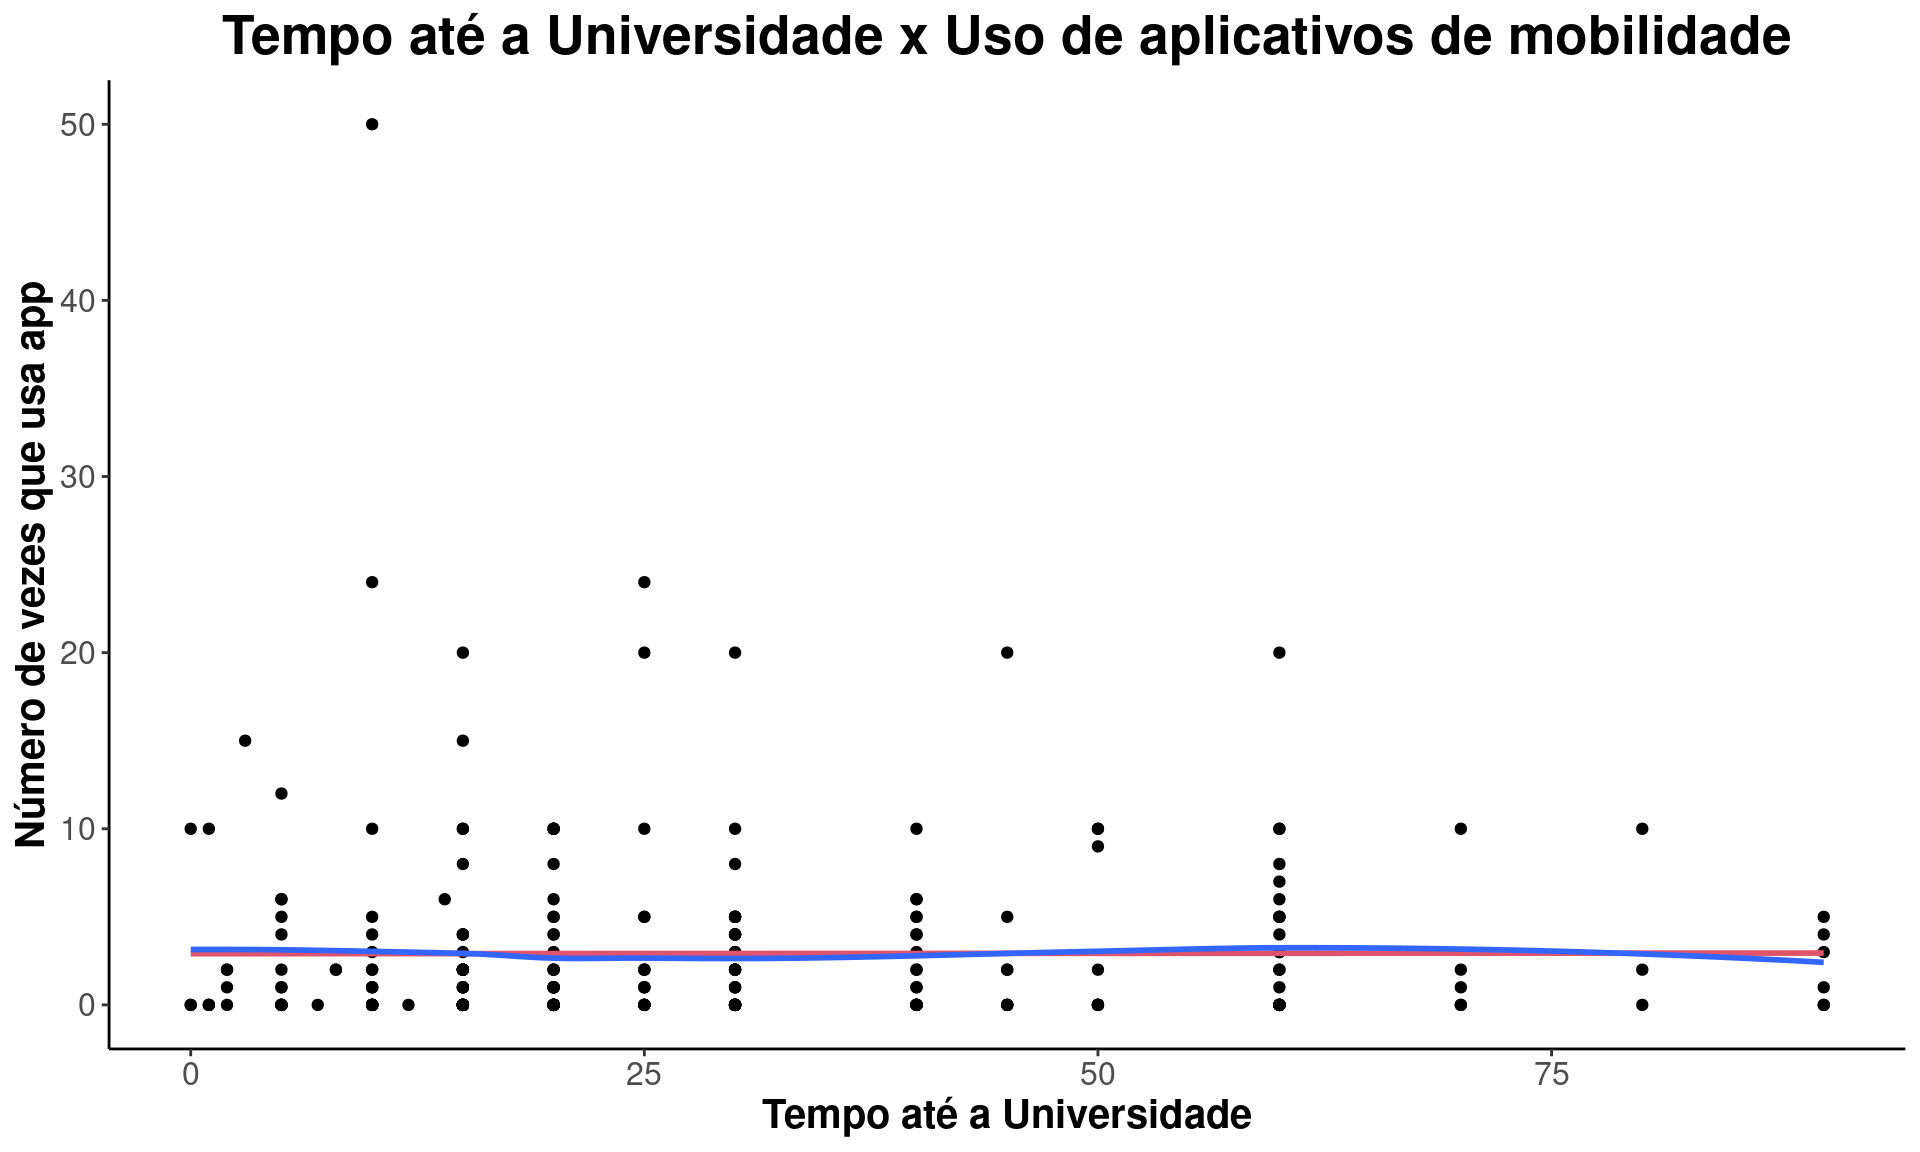 Tempo até a Universidade x Uso de aplicativos de mobilidade
Número de vezes que usa app
50
40
30
20
10
0
0 25 50 75
Tempo até a Universidade